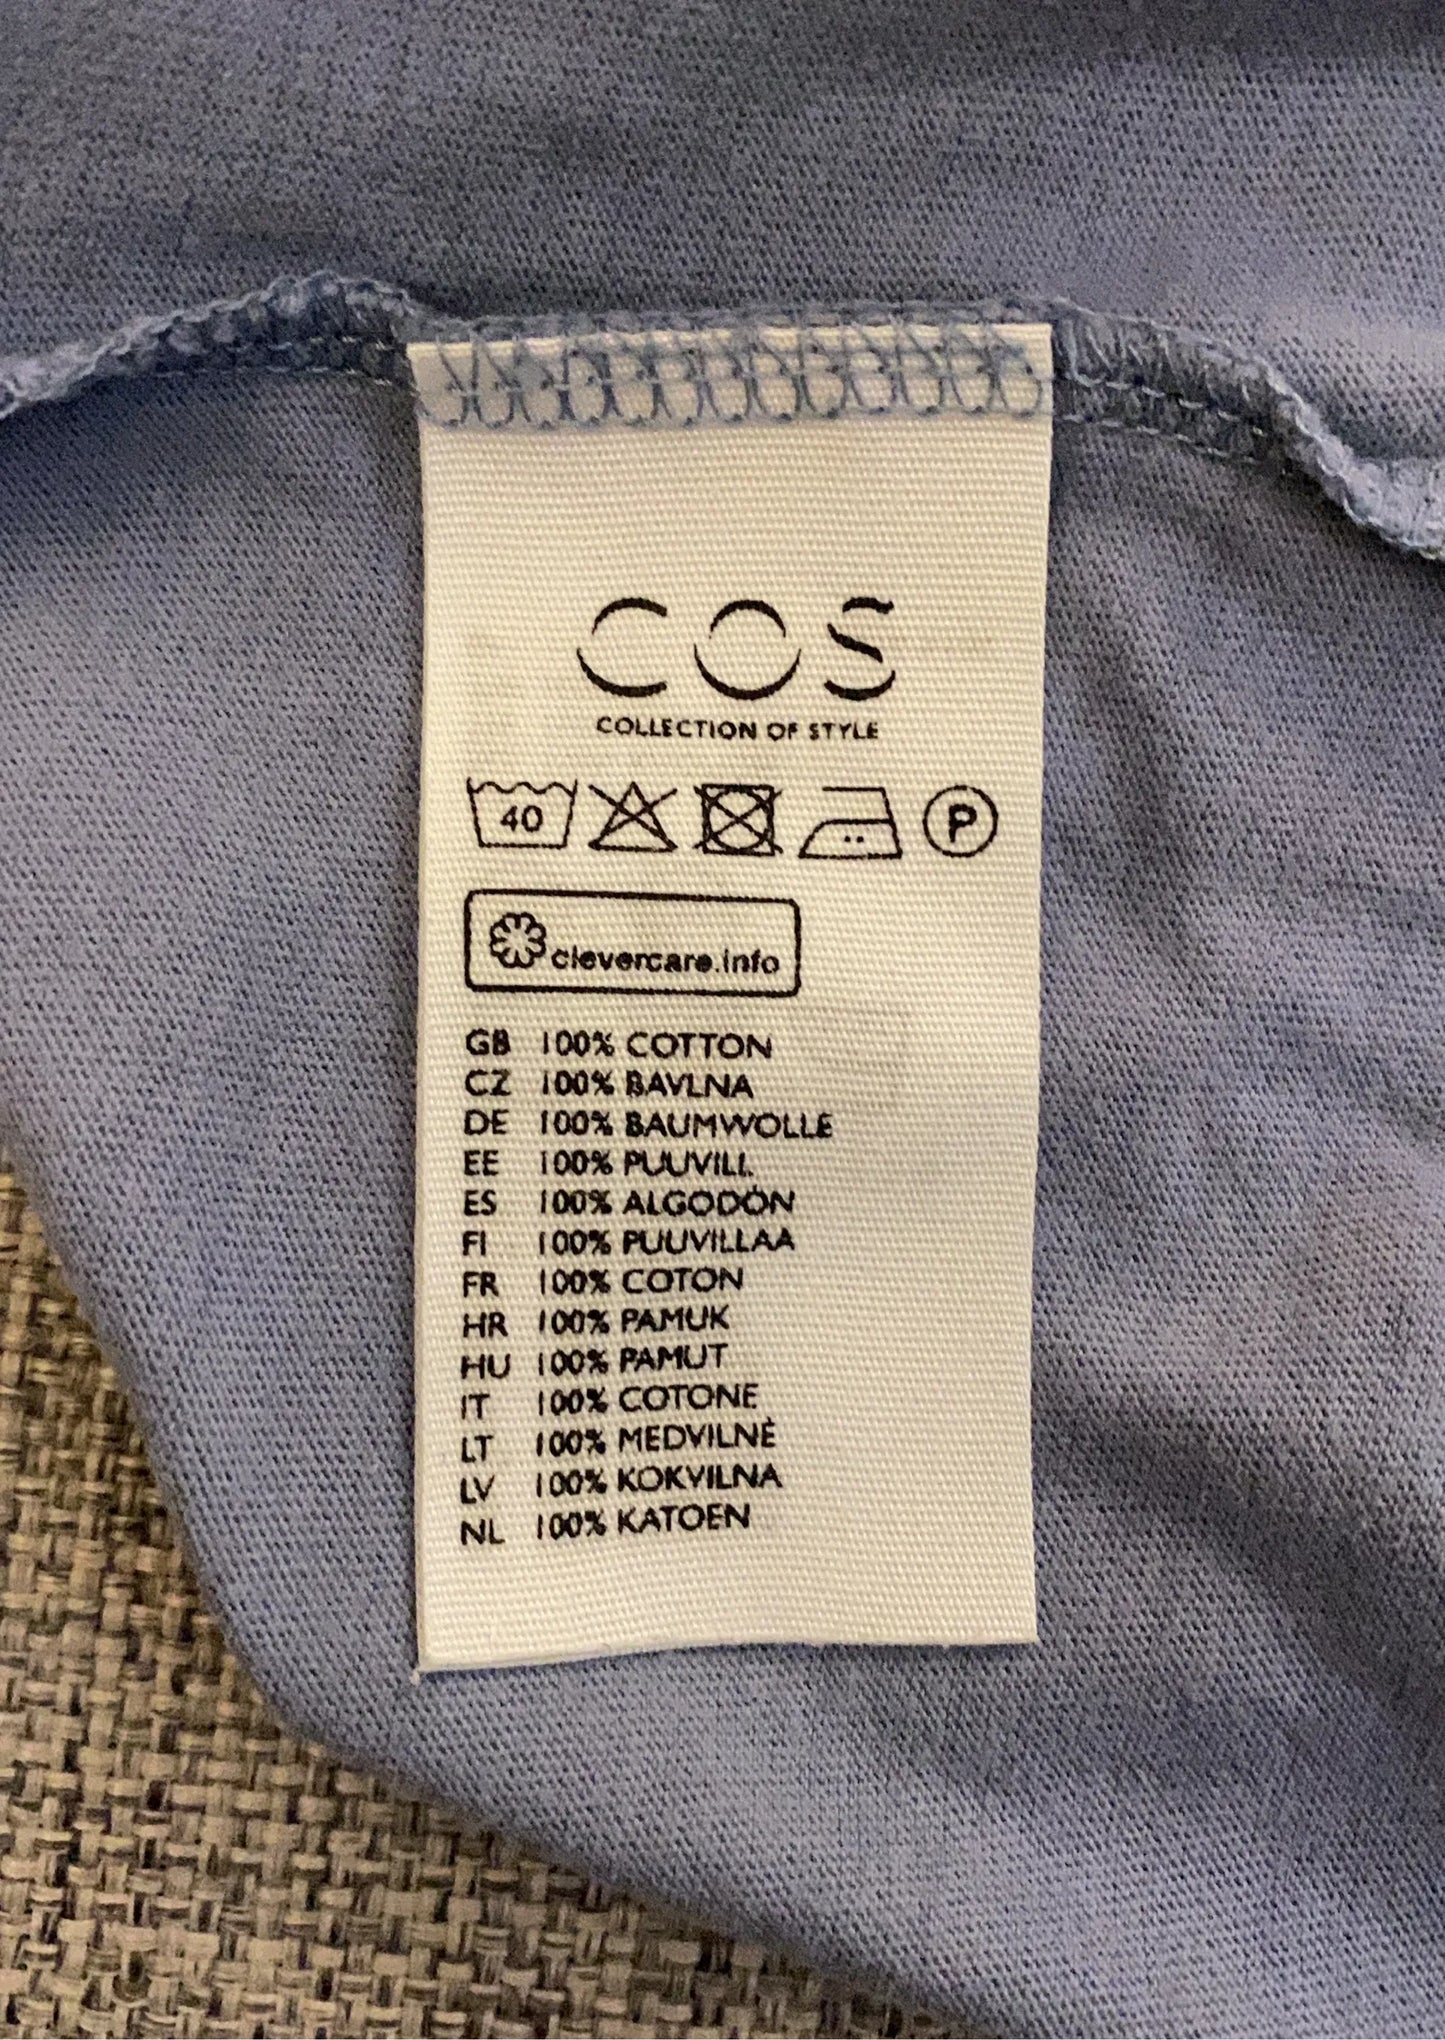 COS
COLLECTION OF STYLE
40 P
clevercare.info
GB 100% COTTON
CZ 100% BAVLNA
DE 100% BAUMWOLLE
EE 100% PUUVILL
ES 100% ALGODÓN
FI 100% PUUVILLAA
FR 100% COTON
HR 100% PAMUK
HU 100% PAMUT
IT 100% COTONE
LT 100% MEDVILNĖ
LV 100% KOKVILNA
NL 100% KATOEN